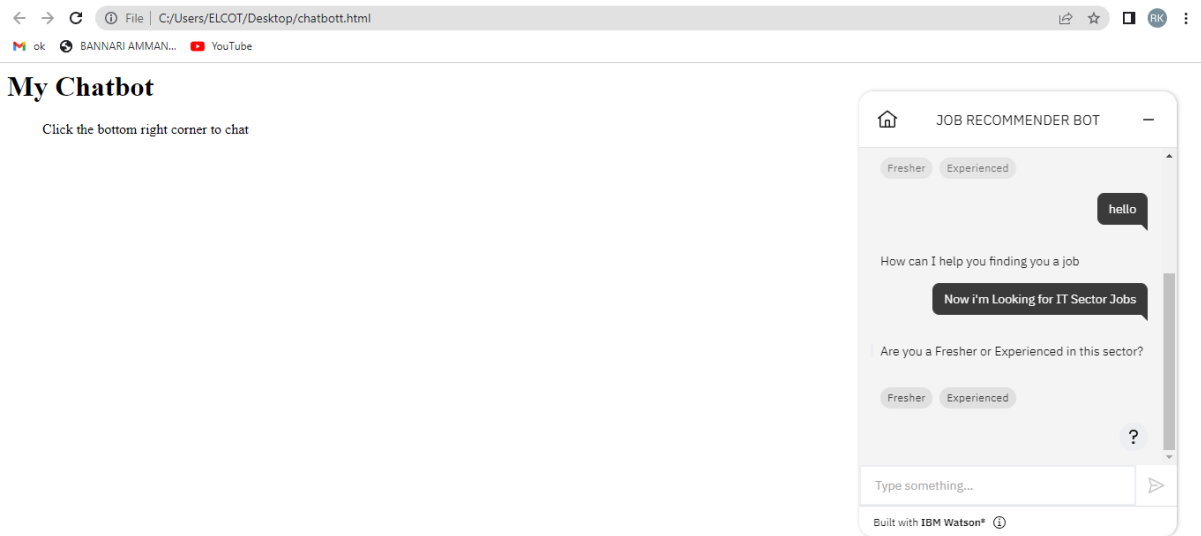 File
C:/Users/ELCOT/Desktop/chatbott.html
RK
ok
BANNARI AMMAN...
YouTube
My Chatbot
Click the bottom right corner to chat
JOB RECOMMENDER BOT
Fresher
Experienced
hello
How can I help you finding you a job
Now i'm Looking for IT Sector Jobs
Are you a Fresher or Experienced in this sector?
Fresher
Experienced
?
Type something...
Built with IBM Watson®